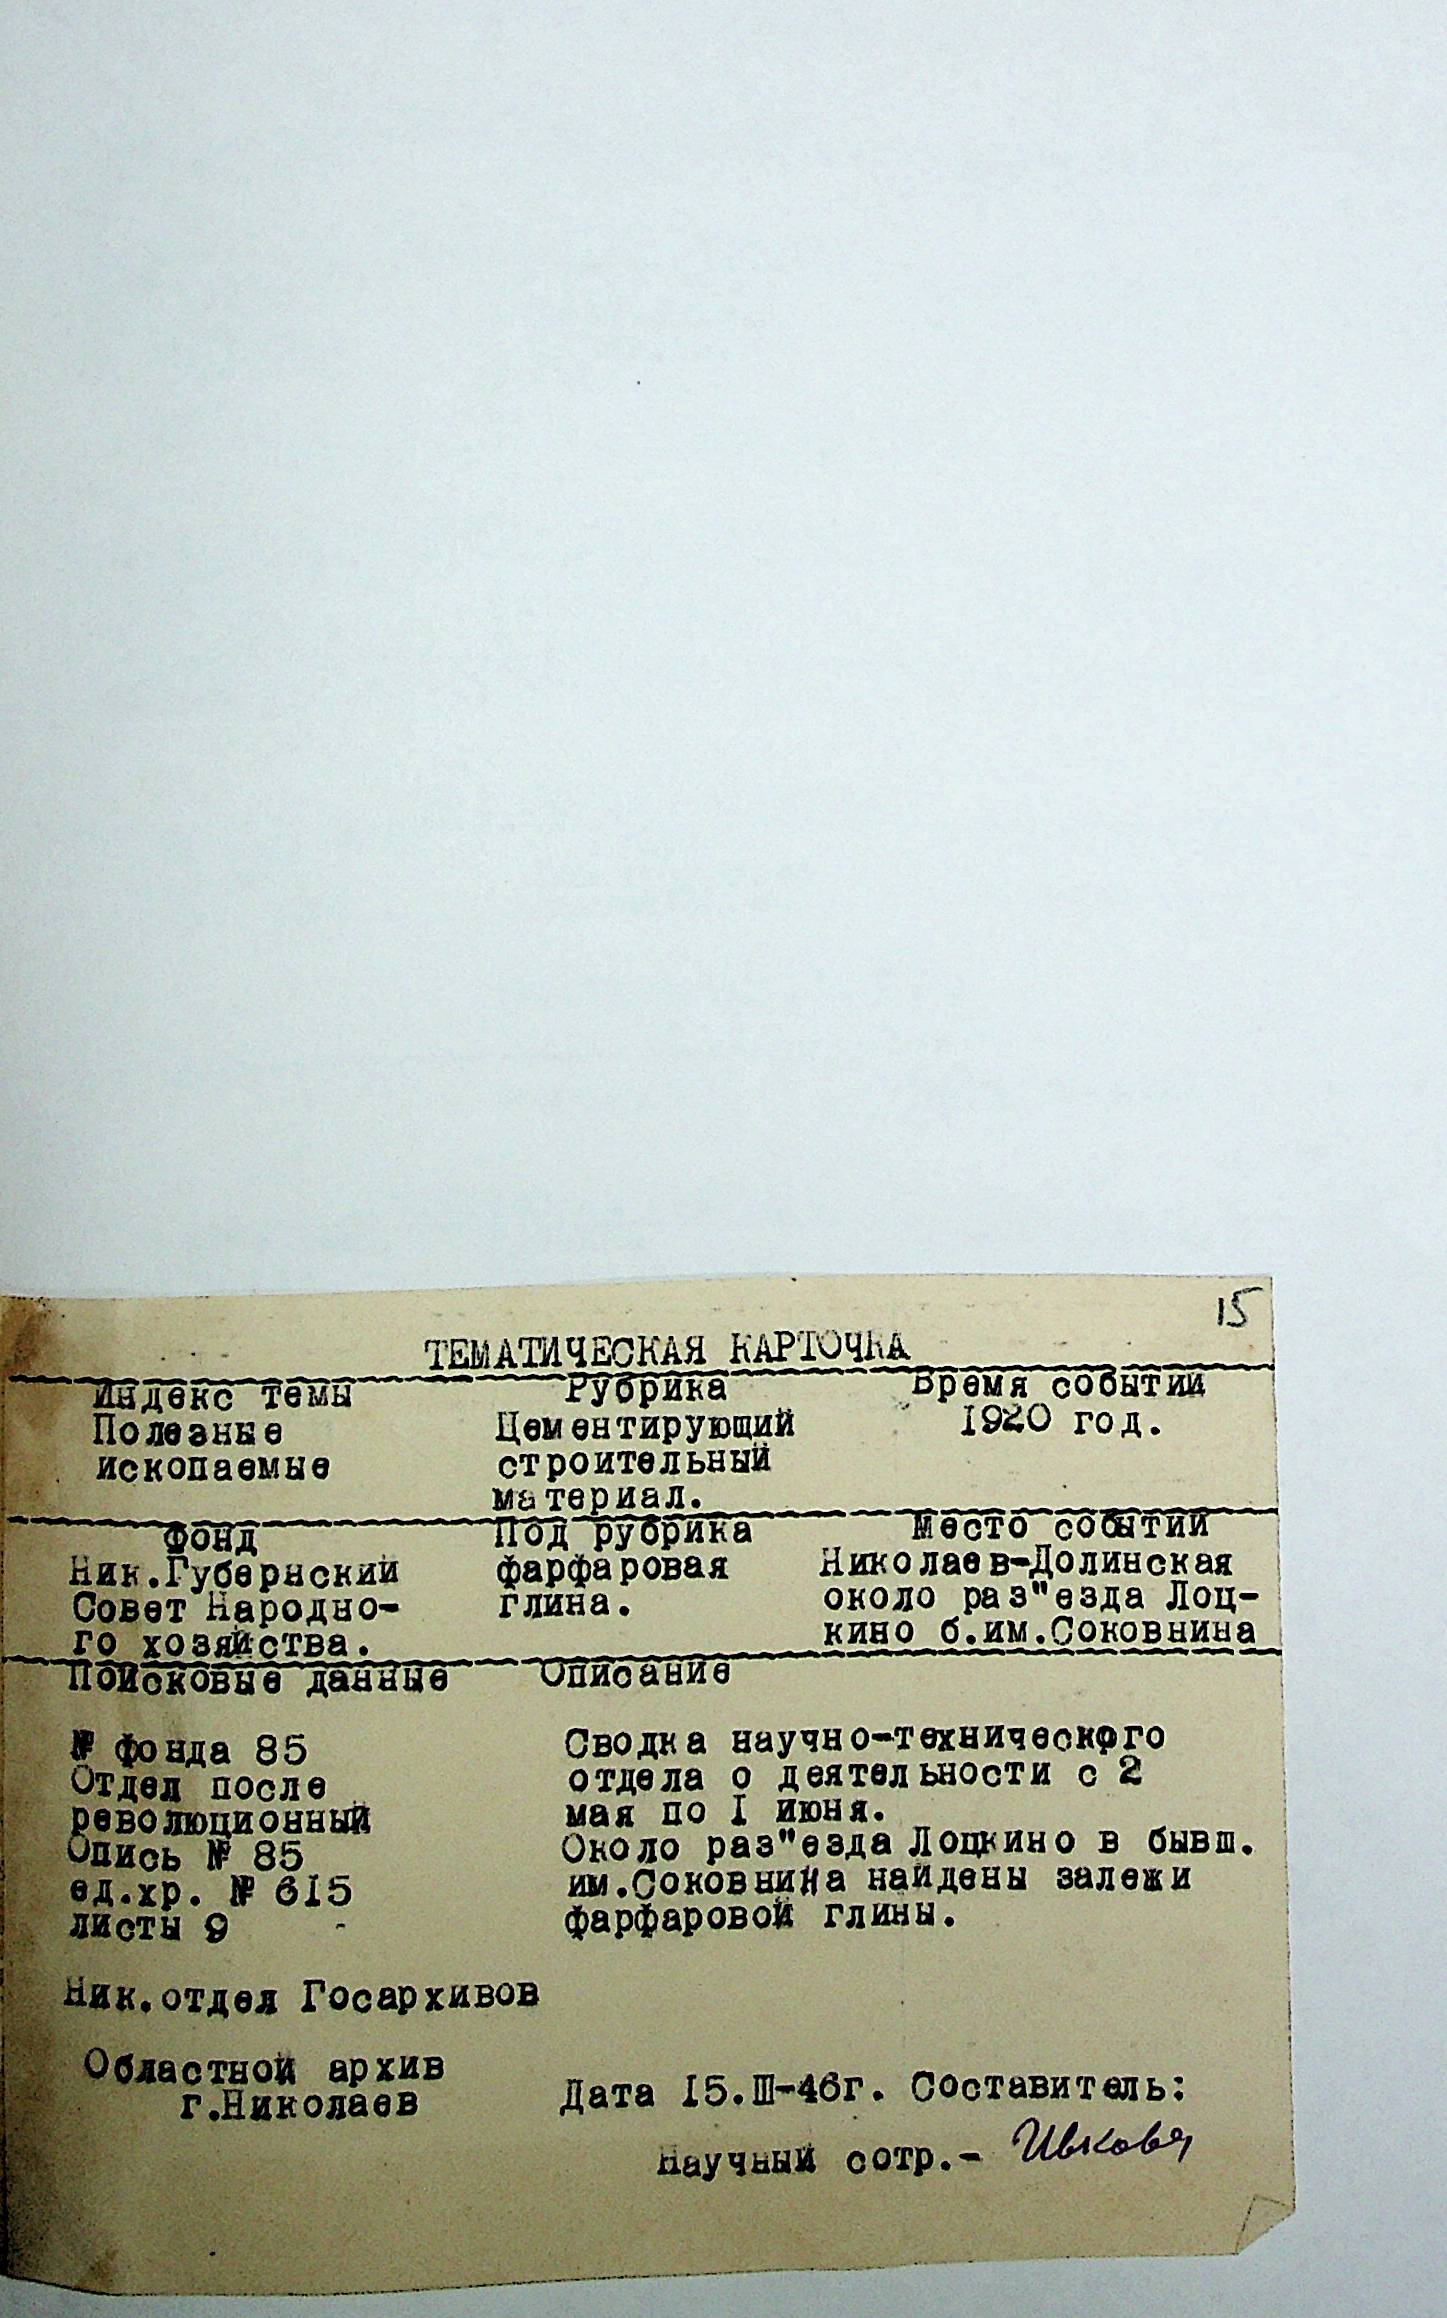 15
ТЕМАТИЧЕСКАЯ КАРТОЧКА
Индекс темы Рубрика Время событий
Полезные Цементирующий 1920 год.
ископаемые строительный
материал.
Фонд Под рубрика Место событий
Ник.Губернский фарфаровая Николаев-Долинская
Совет Народно- глина. около раз"езда Лоц-
го хозяйства. кино б.им.Соковнина
Поисковые данные Описание
№ фонда 85 Сводка научно-технического
Отдел после отдела о деятельности с 2
революционный мая по I июня.
Опись № 85 Около раз"езда Лоцкино в бывш.
ед.хр. № 615 им.Соковнина найдены залежи
листы 9 фарфаровой глины.
Ник.отдел Госархивов
Областной архив
г.Николаев Дата 15.III-46г. Составитель:
Научный сотр.- Ивкова